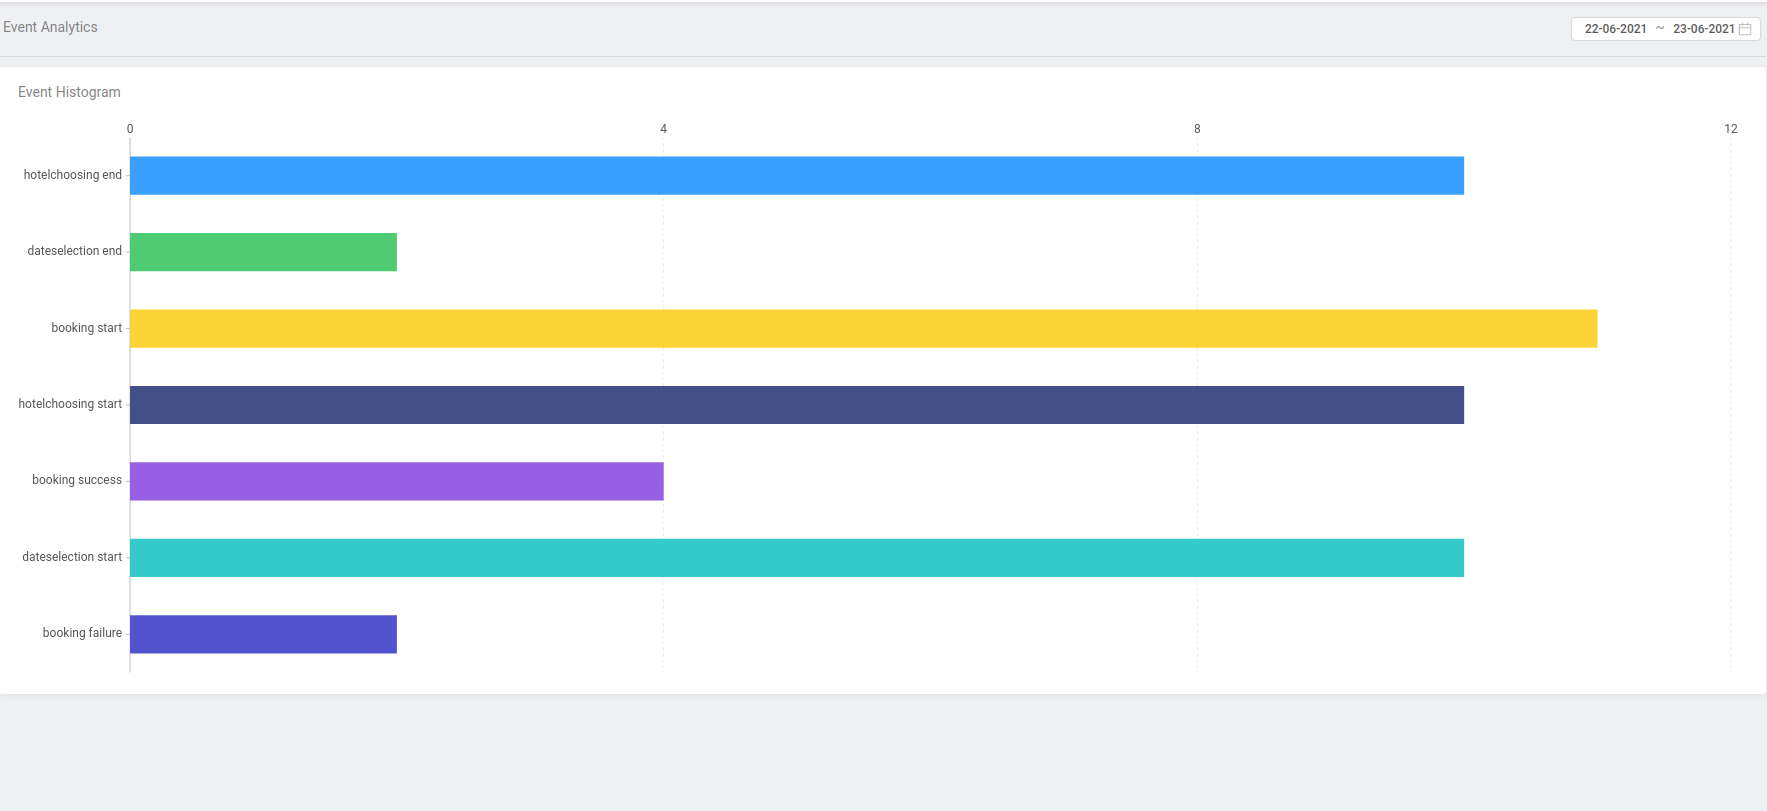 Event Analytics
22-06-2021 ~ 23-06-2021
Event Histogram
0 4 8 12
hotelchoosing end
dateselection end
booking start
hotelchoosing start
booking success
dateselection start
booking failure